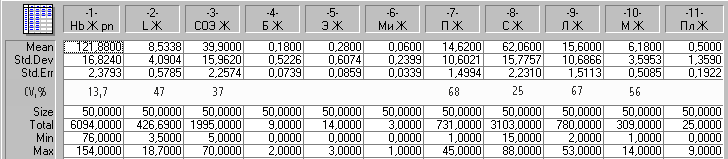 -1- -2- -3- -4- -5- -6- -7- -8- -9- -10- -11-
Hb Ж рп L Ж СОЭ Ж Б Ж Э Ж Ми Ж П Ж С Ж Л Ж М Ж Пл Ж
Mean 121,8800 8,5338 39,9000 0,1800 0,2800 0,0600 14,6200 62,0600 15,6000 6,1800 0,5000
Std.Dev 16,8240 4,0904 15,9620 0,5226 0,6074 0,2399 10,6021 15,7757 10,6866 3,5953 1,3590
Std.Err 2,3793 0,5785 2,2574 0,0739 0,0859 0,0339 1,4994 2,2310 1,5113 0,5085 0,1922
CV,% 13,7 47 37 68 25 67 56
Size 50,0000 50,0000 50,0000 50,0000 50,0000 50,0000 50,0000 50,0000 50,0000 50,0000 50,0000
Total 6094,0000 426,6900 1995,0000 9,0000 14,0000 3,0000 731,0000 3103,0000 780,0000 309,0000 25,0000
Min 76,0000 3,5000 5,0000 0,0000 0,0000 0,0000 1,0000 15,0000 2,0000 1,0000 0,0000
Max 154,0000 18,7000 70,0000 2,0000 3,0000 1,0000 45,0000 88,0000 53,0000 14,0000 9,0000